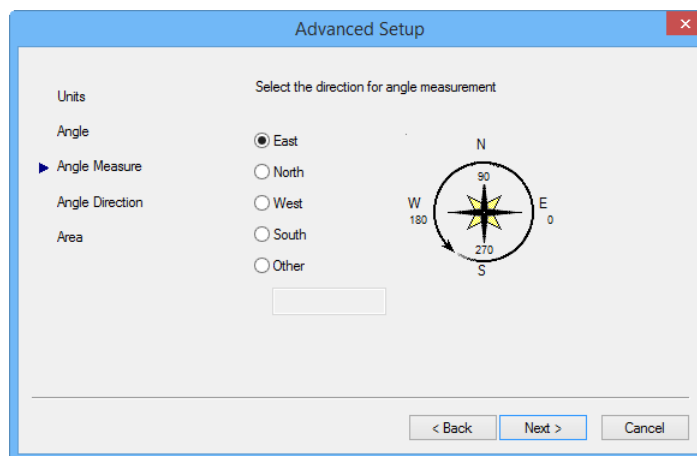 Advanced Setup
Units
Angle
Angle Measure
Angle Direction
Area
Select the direction for angle measurement
East
North
West
South
Other
N
90
W
180
E
0
270
S
< Back
Next >
Cancel